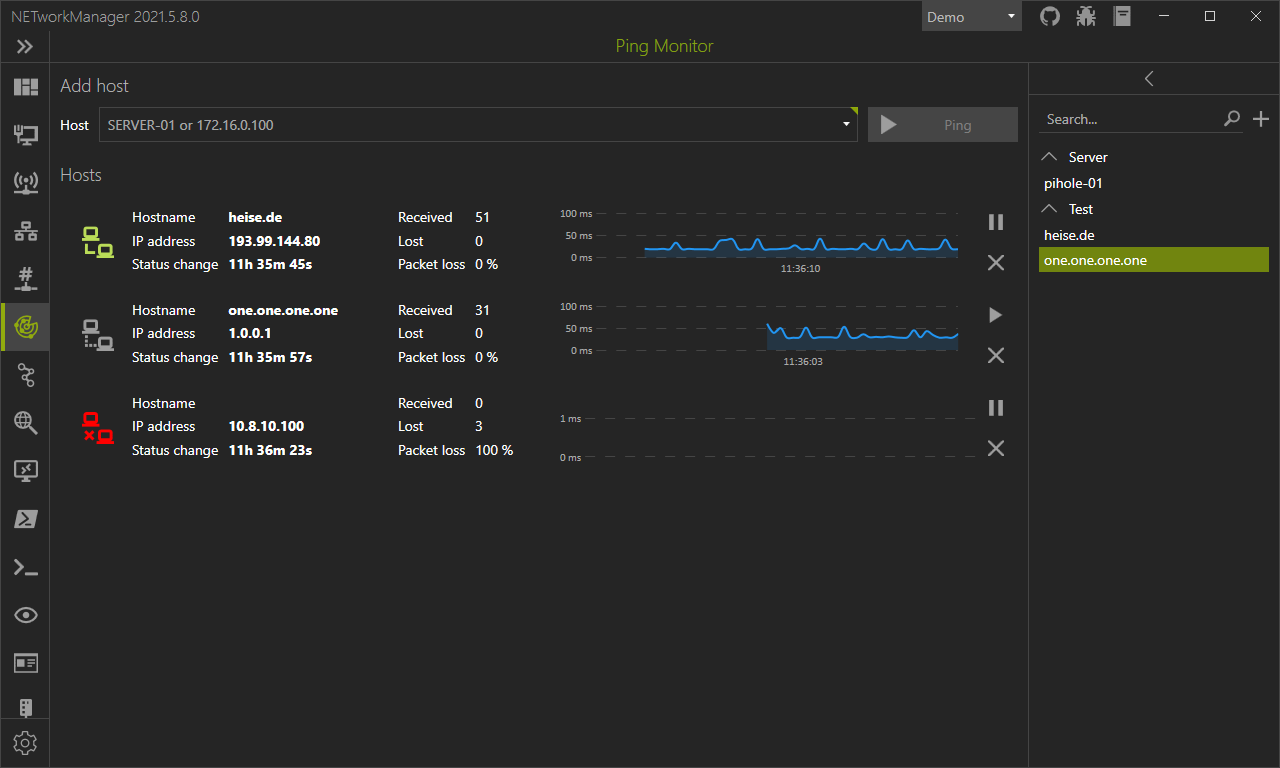 NETworkManager 2021.5.8.0
Demo
Ping Monitor
Add host
Host
SERVER-01 or 172.16.0.100
Ping
Hosts
Hostname heise.de Received 51
IP address 193.99.144.80 Lost 0
Status change 11h 35m 45s Packet loss 0 %
100 ms
50 ms
0 ms
11:36:10
Hostname one.one.one.one Received 31
IP address 1.0.0.1 Lost 0
Status change 11h 35m 57s Packet loss 0 %
100 ms
50 ms
0 ms
11:36:03
Hostname Received 0
IP address 10.8.10.100 Lost 3
Status change 11h 36m 23s Packet loss 100 %
1 ms
0 ms
Search...
Server
pihole-01
Test
heise.de
one.one.one.one